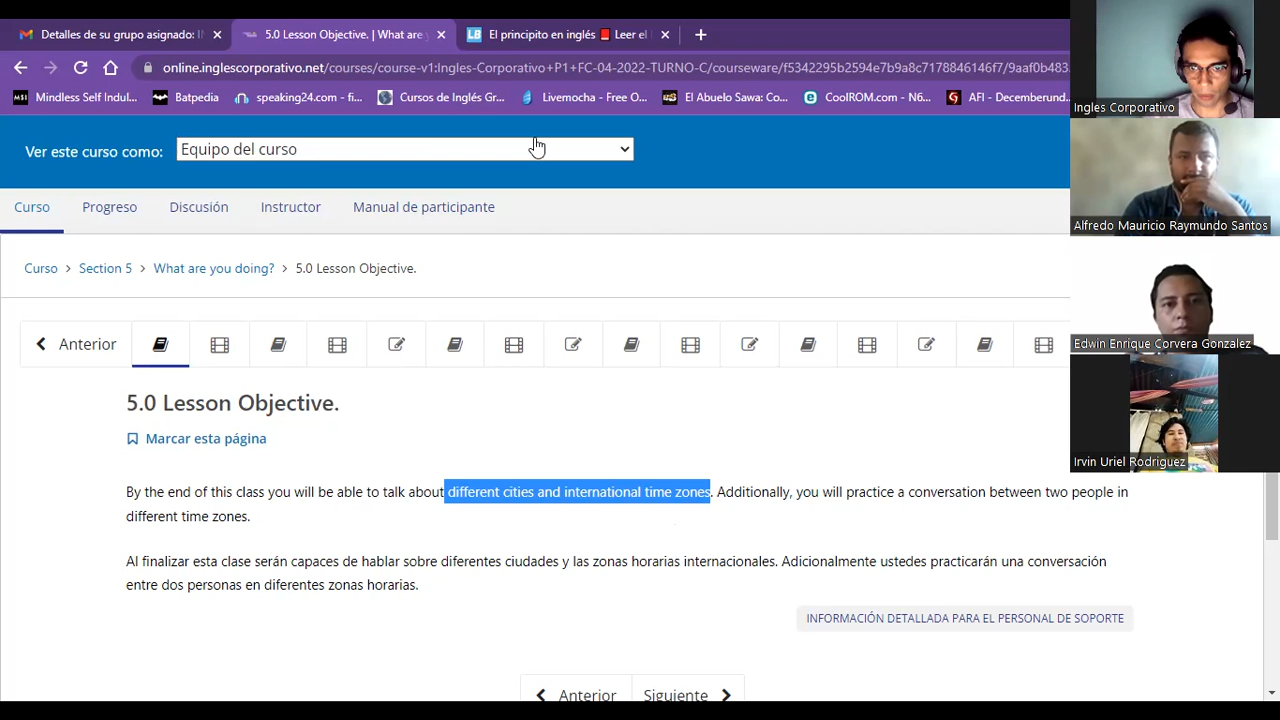 Detalles de su grupo asignado: I
5.0 Lesson Objective. | What are
El principito en inglés 📕 Leer el
online.inglescorporativo.net/courses/course-v1:Ingles-Corporativo+P1+FC-04-2022-TURNO-C/courseware/f5342295b2594e7b9a8c7178846146f7/9aaf0b483
Mindless Self Indul...
Batpedia
speaking24.com - fi...
Cursos de Inglés Gr...
Livemocha - Free O...
El Abuelo Sawa: Co...
CoolROM.com - N6...
AFI - Decemberund...
Ver este curso como:
Equipo del curso
Curso
Progreso
Discusión
Instructor
Manual de participante
Curso > Section 5 > What are you doing? > 5.0 Lesson Objective.
Anterior
5.0 Lesson Objective.
Marcar esta página
By the end of this class you will be able to talk about different cities and international time zones. Additionally, you will practice a conversation between two people in
different time zones.
Al finalizar esta clase serán capaces de hablar sobre diferentes ciudades y las zonas horarias internacionales. Adicionalmente ustedes practicarán una conversación
entre dos personas en diferentes zonas horarias.
INFORMACIÓN DETALLADA PARA EL PERSONAL DE SOPORTE
Anterior
Siguiente
Ingles Corporativo
Alfredo Mauricio Raymundo Santos
Edwin Enrique Corvera Gonzalez
Irvin Uriel Rodriguez